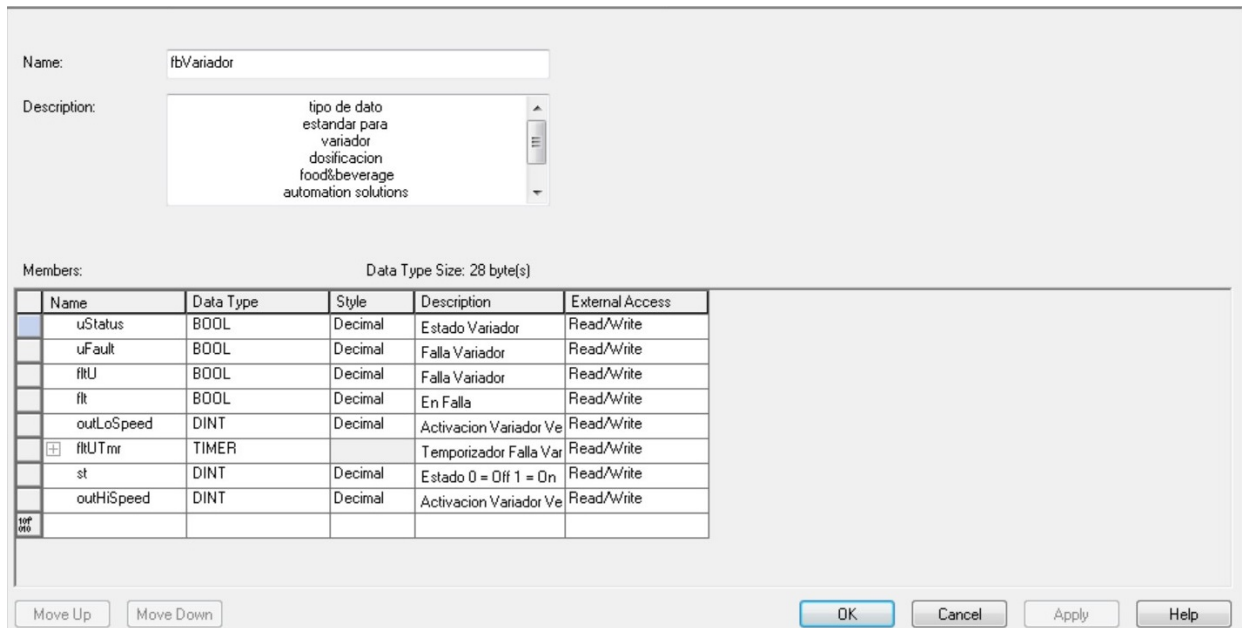 Name: fbVariador
Description: tipo de dato
estandar para
variador
dosificacion
food&beverage
automation solutions
Members: Data Type Size: 28 byte(s)
Name Data Type Style Description External Access
uStatus BOOL Decimal Estado Variador Read/Write
uFault BOOL Decimal Falla Variador Read/Write
fltU BOOL Decimal Falla Variador Read/Write
flt BOOL Decimal En Falla Read/Write
outLoSpeed DINT Decimal Activacion Variador Ve Read/Write
fltUTmr TIMER Temporizador Falla Var Read/Write
st DINT Decimal Estado 0 = Off 1 = On Read/Write
outHiSpeed DINT Decimal Activacion Variador Ve Read/Write
Move Up Move Down OK Cancel Apply Help